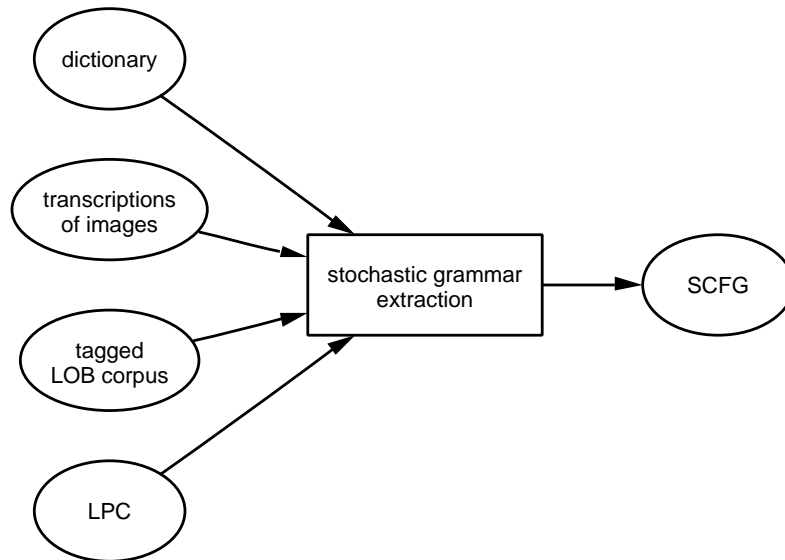 dictionary
transcriptions
of images
stochastic grammar
extraction
SCFG
tagged
LOB corpus
LPC